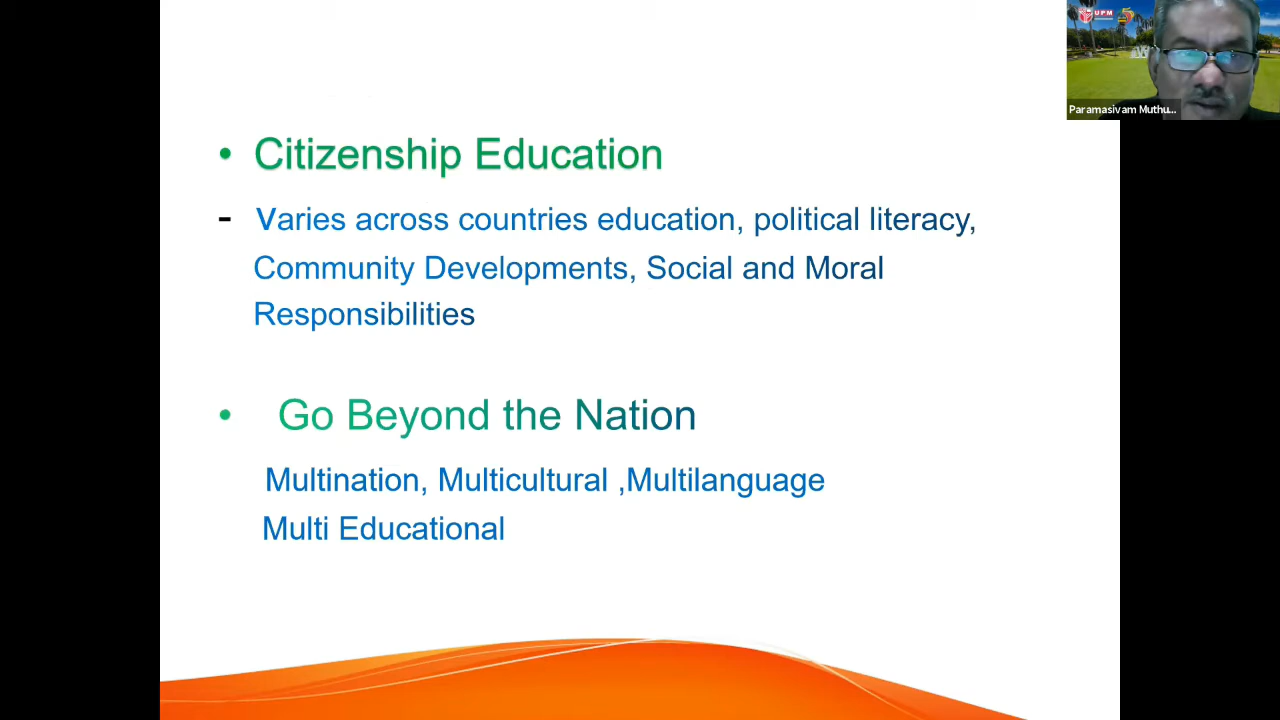 UPM
Paramasivam Muthu...
• Citizenship Education
- Varies across countries education, political literacy,
Community Developments, Social and Moral
Responsibilities
• Go Beyond the Nation
Multination, Multicultural ,Multilanguage
Multi Educational